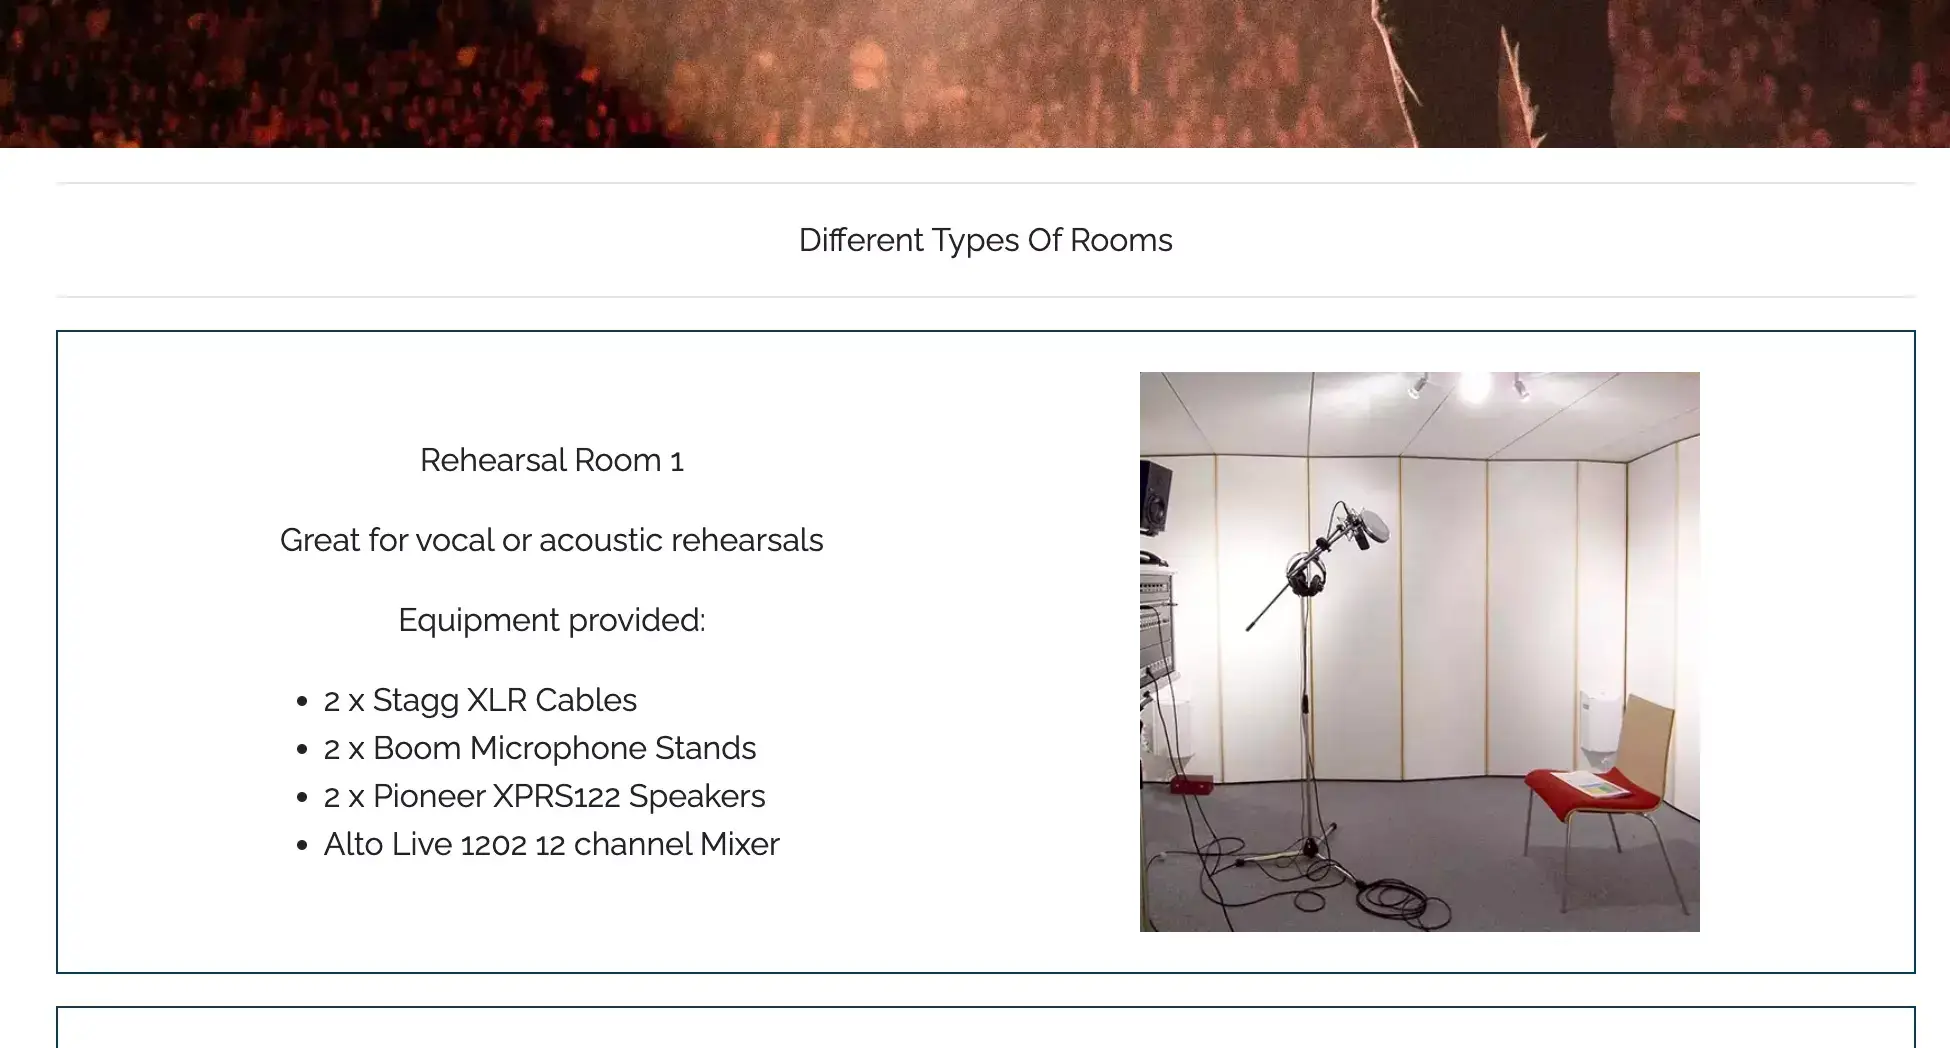 Different Types Of Rooms
Rehearsal Room 1
Great for vocal or acoustic rehearsals
Equipment provided:
• 2 x Stagg XLR Cables
• 2 x Boom Microphone Stands
• 2 x Pioneer XPRS122 Speakers
• Alto Live 1202 12 channel Mixer